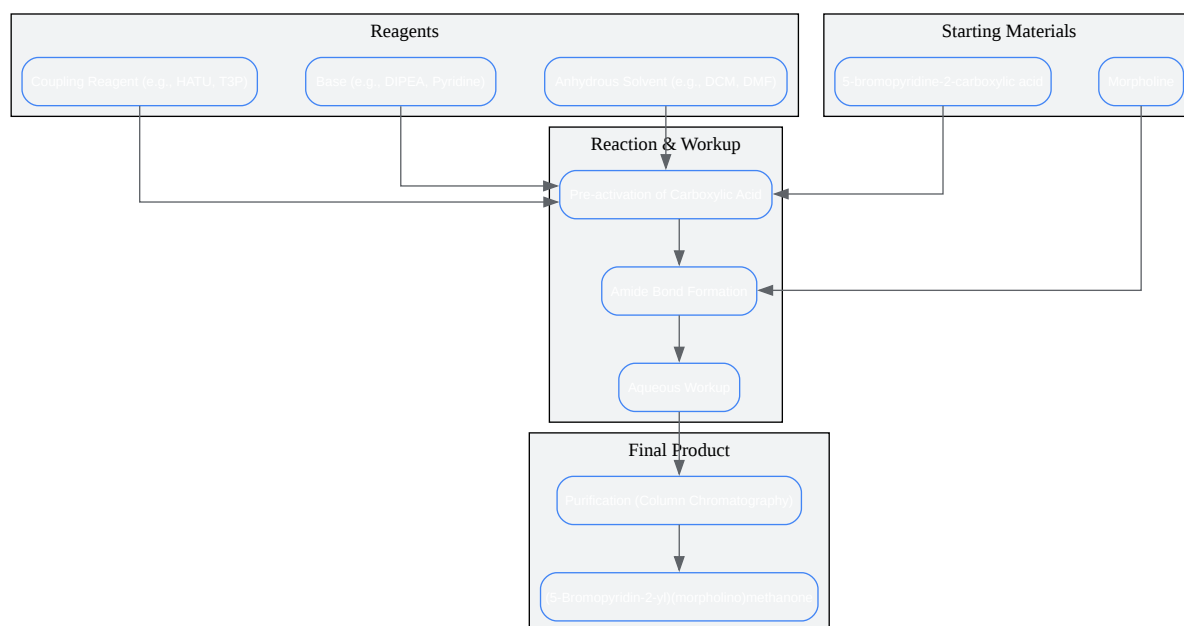 Reagents
Starting Materials
Coupling Reagent (e.g., HATU, T3P)
Base (e.g., DIPEA, Pyridine)
Anhydrous Solvent (e.g., DCM, DMF)
5-bromopyridine-2-carboxylic acid
Morpholine
Reaction & Workup
Pre-activation of Carboxylic Acid
Amide Bond Formation
Aqueous Workup
Final Product
Purification (Column Chromatography)
(5-Bromopyridin-2-yl)(morpholino)methanone